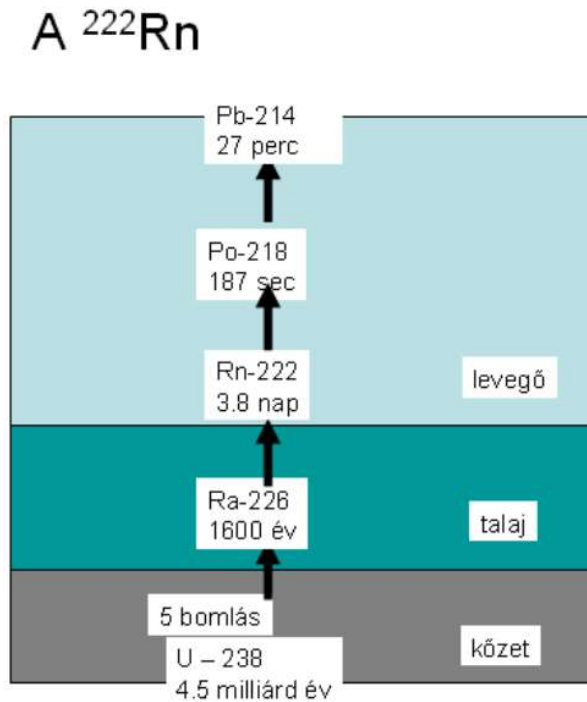 A ²²²Rn
Pb-214
27 perc
Po-218
187 sec
Rn-222
3.8 nap
levegő
Ra-226
1600 év
talaj
5 bomlás
U – 238
4.5 milliárd év
kőzet